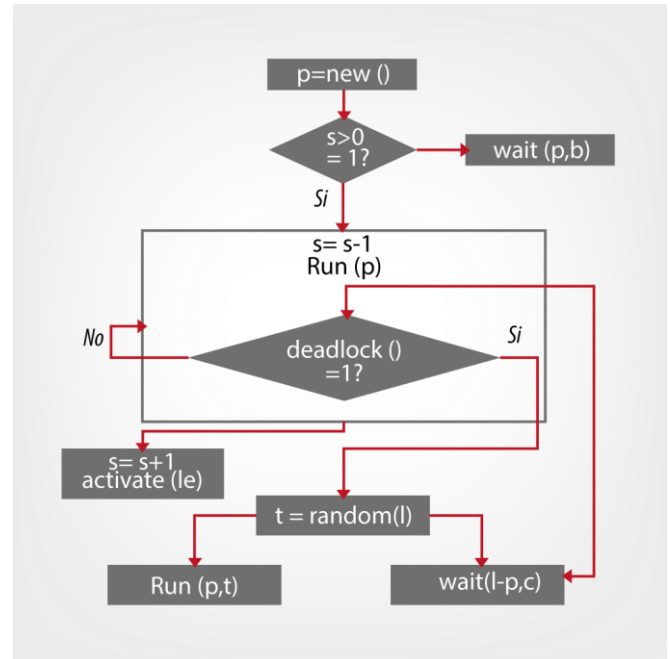 p=new ()
s>0
= 1?
wait (p,b)
Si
s= s-1
Run (p)
No
deadlock ()
=1?
Si
s= s+1
activate (le)
t = random(l)
Run (p,t)
wait(l-p,c)